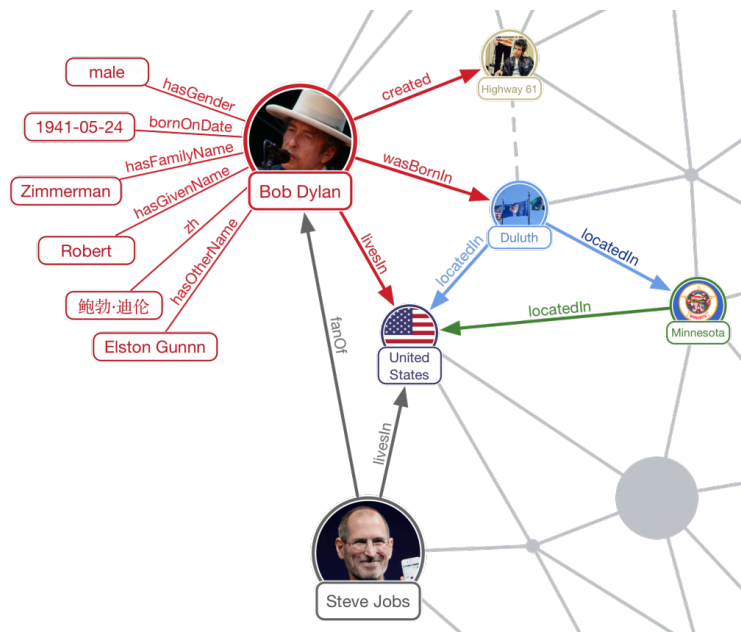 male
hasGender
1941-05-24
bornOnDate
hasFamilyName
Zimmerman
hasGivenName
Robert
zh
鲍勃·迪伦
hasOtherName
Elston Gunnn
Bob Dylan
created
Highway 61
wasBornIn
Duluth
livesIn
locatedIn
locatedIn
locatedIn
Minnesota
United
States
fanOf
livesIn
Steve Jobs